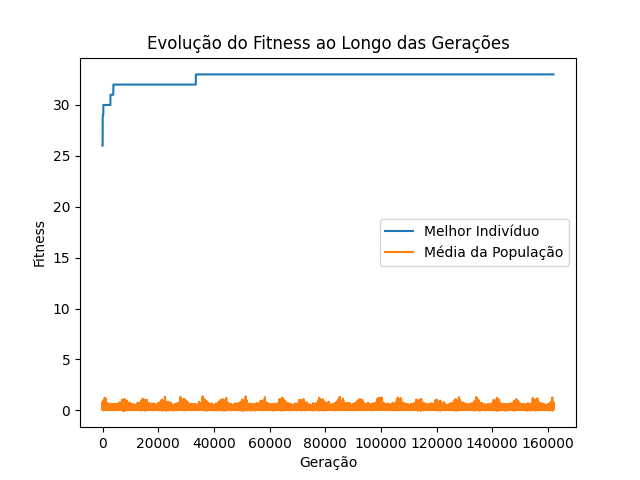 Evolução do Fitness ao Longo das Gerações
Fitness
30
25
20
15
10
5
0
Melhor Indivíduo
Média da População
0 20000 40000 60000 80000 100000 120000 140000 160000
Geração